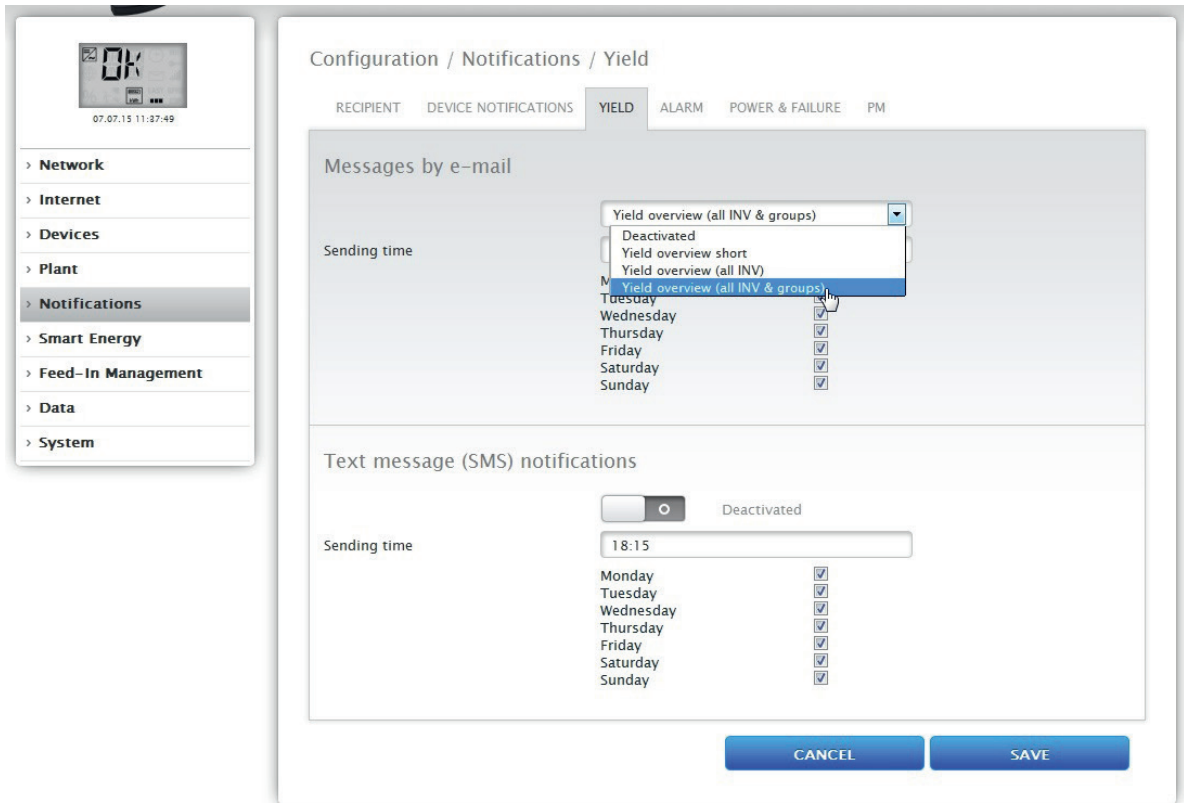 OK
07.07.15 11:37:49
› Network
› Internet
› Devices
› Plant
› Notifications
› Smart Energy
› Feed-In Management
› Data
› System
Configuration / Notifications / Yield
RECIPIENT DEVICE NOTIFICATIONS YIELD ALARM POWER & FAILURE PM
Messages by e-mail
Yield overview (all INV & groups)
Deactivated
Yield overview short
Yield overview (all INV)
Yield overview (all INV & groups)
Sending time
Tuesday
Wednesday
Thursday
Friday
Saturday
Sunday
Text message (SMS) notifications
Deactivated
Sending time 18:15
Monday
Tuesday
Wednesday
Thursday
Friday
Saturday
Sunday
CANCEL SAVE